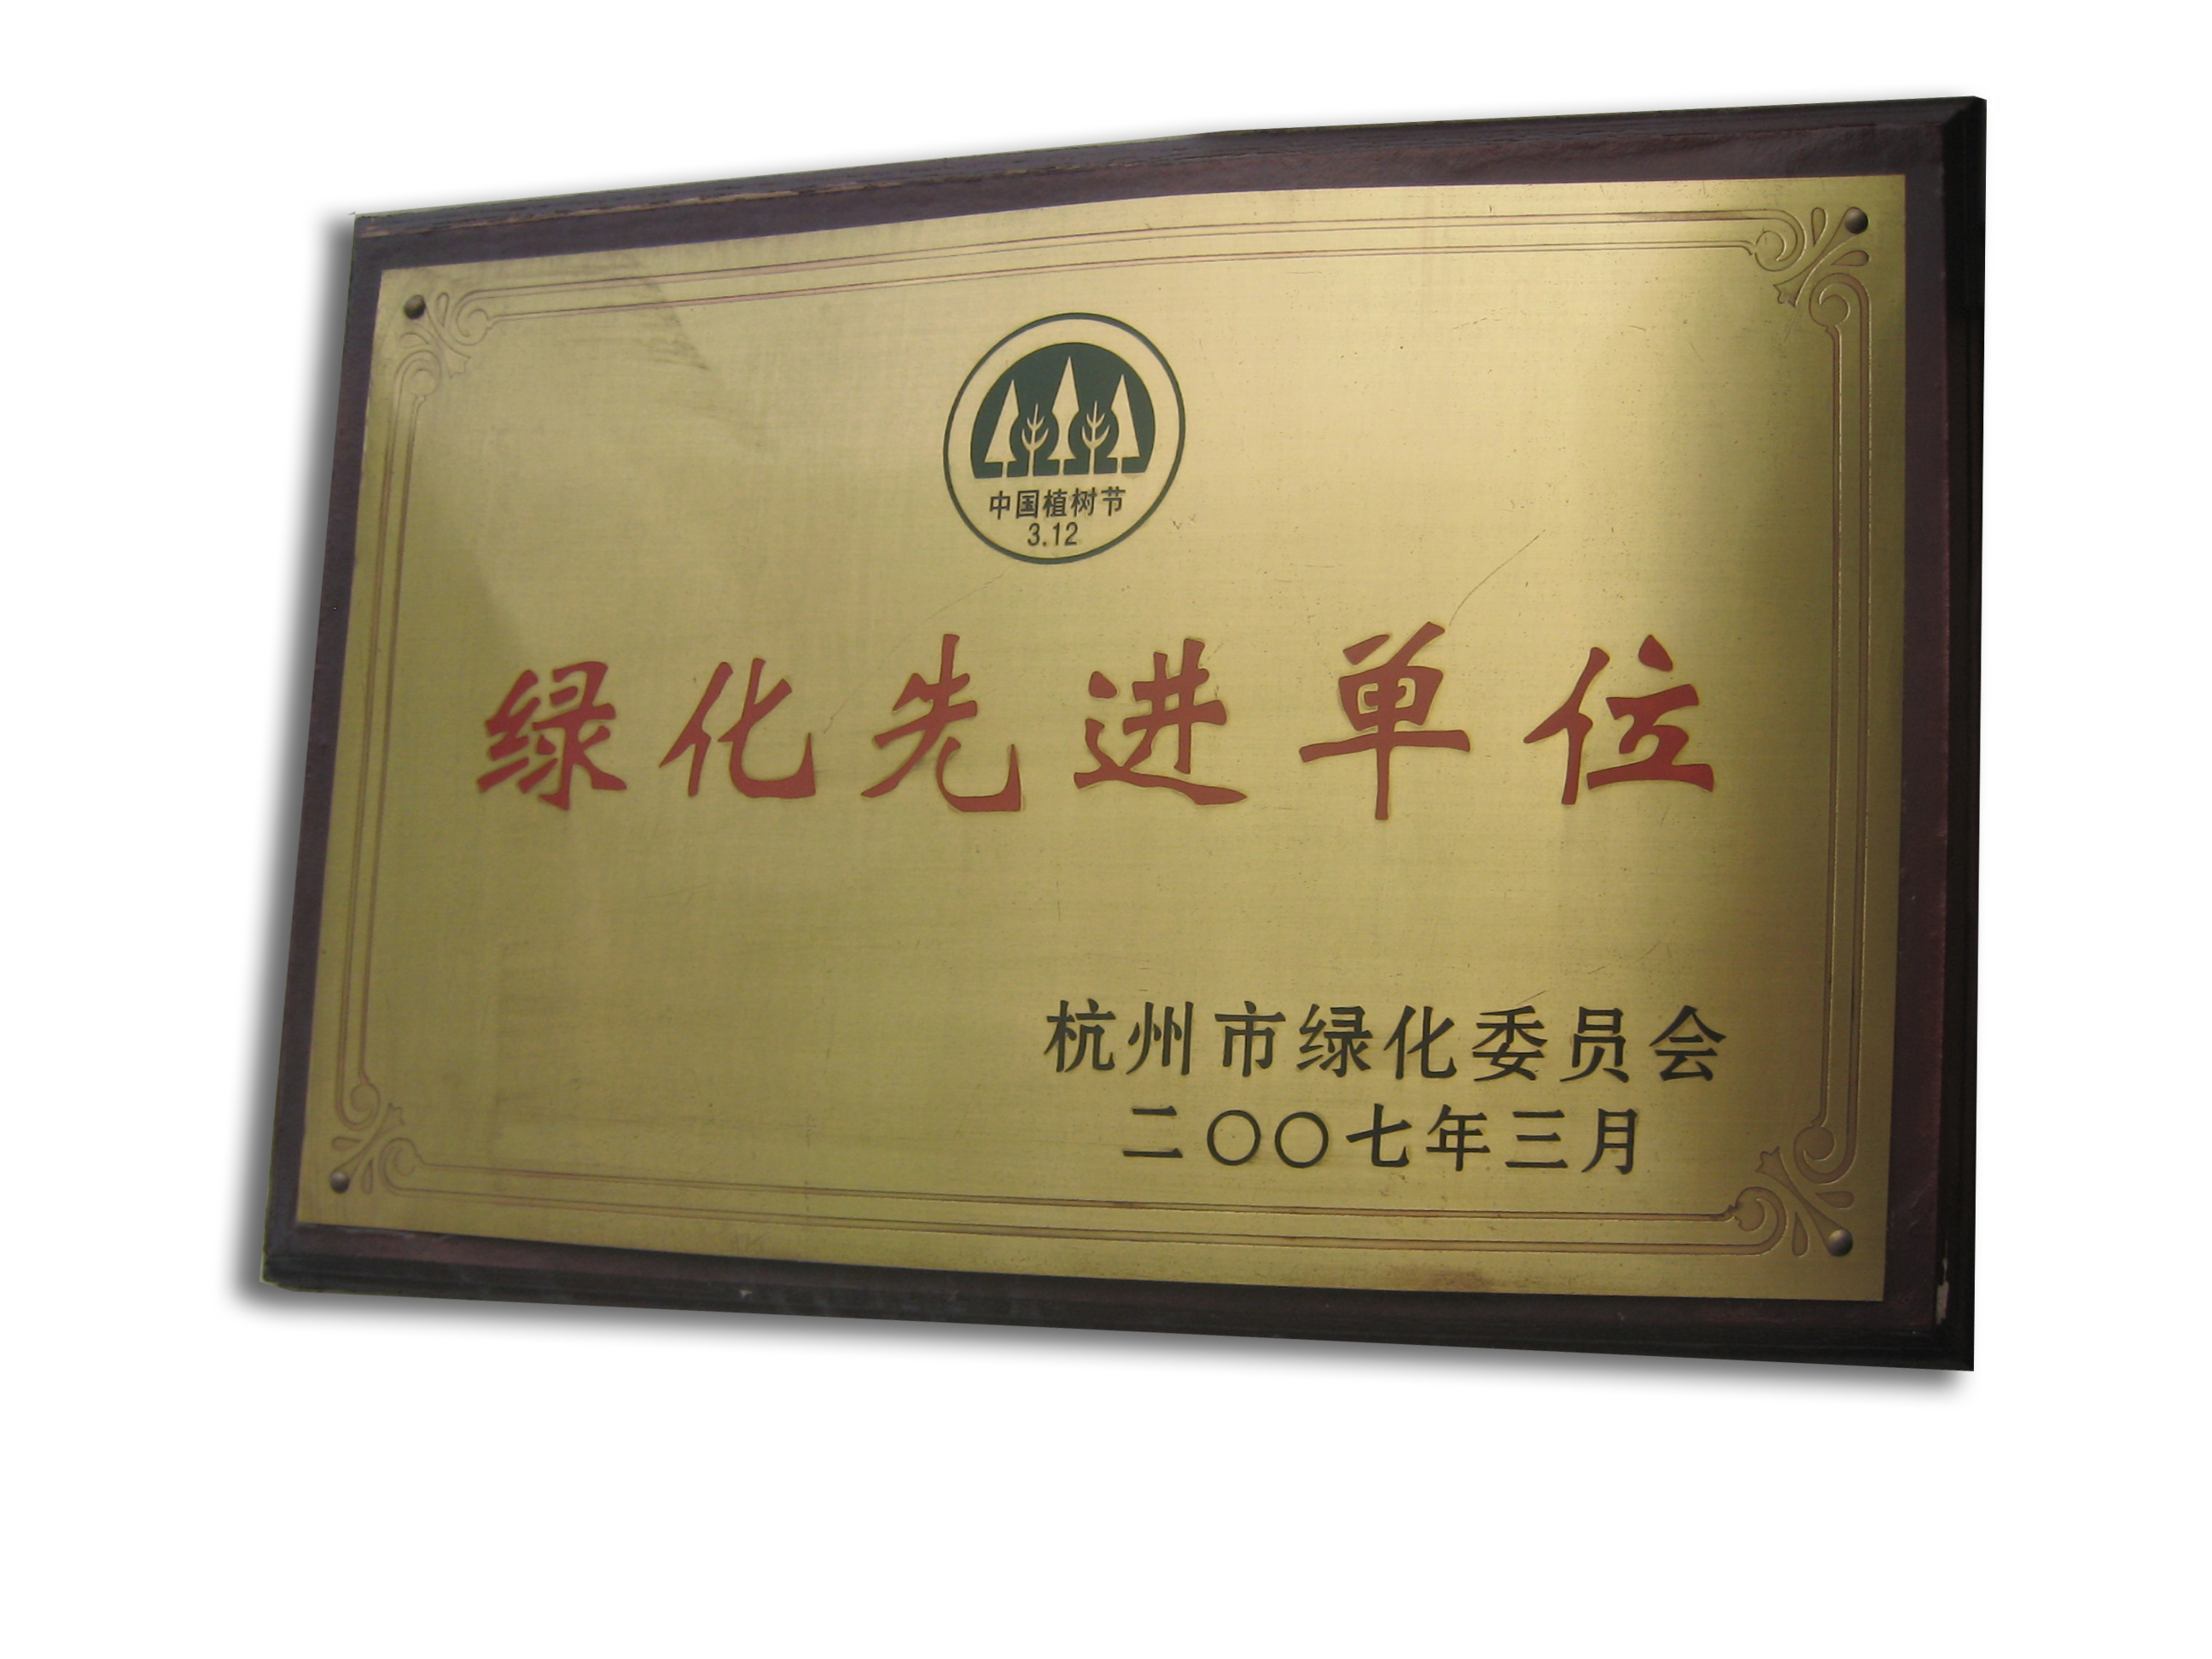 中国植树节
3.12
绿化先进单位
杭州市绿化委员会
二〇〇七年三月